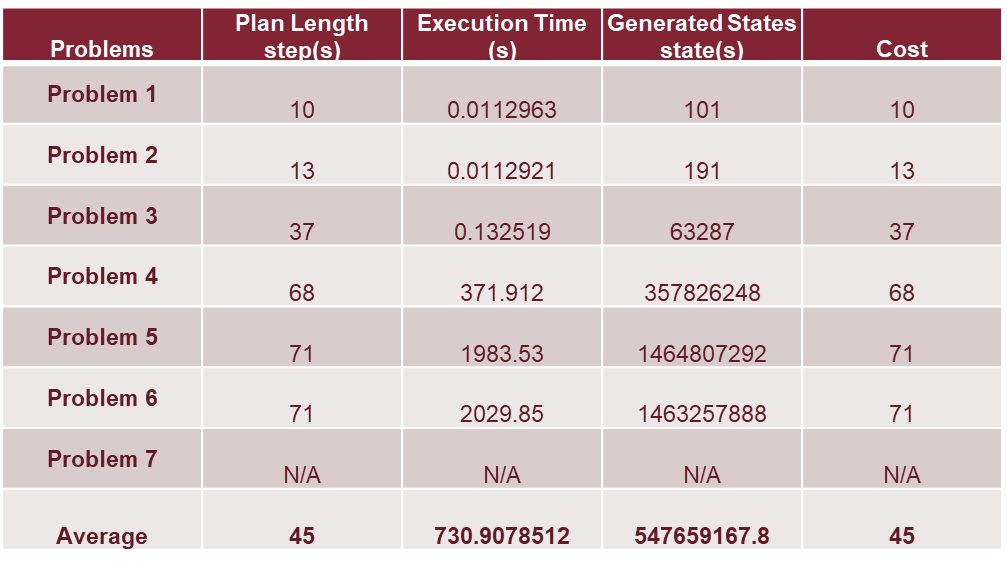 Problems Plan Length step(s) Execution Time (s) Generated States state(s) Cost
Problem 1 10 0.0112963 101 10
Problem 2 13 0.0112921 191 13
Problem 3 37 0.132519 63287 37
Problem 4 68 371.912 357826248 68
Problem 5 71 1983.53 1464807292 71
Problem 6 71 2029.85 1463257888 71
Problem 7 N/A N/A N/A N/A
Average 45 730.9078512 547659167.8 45